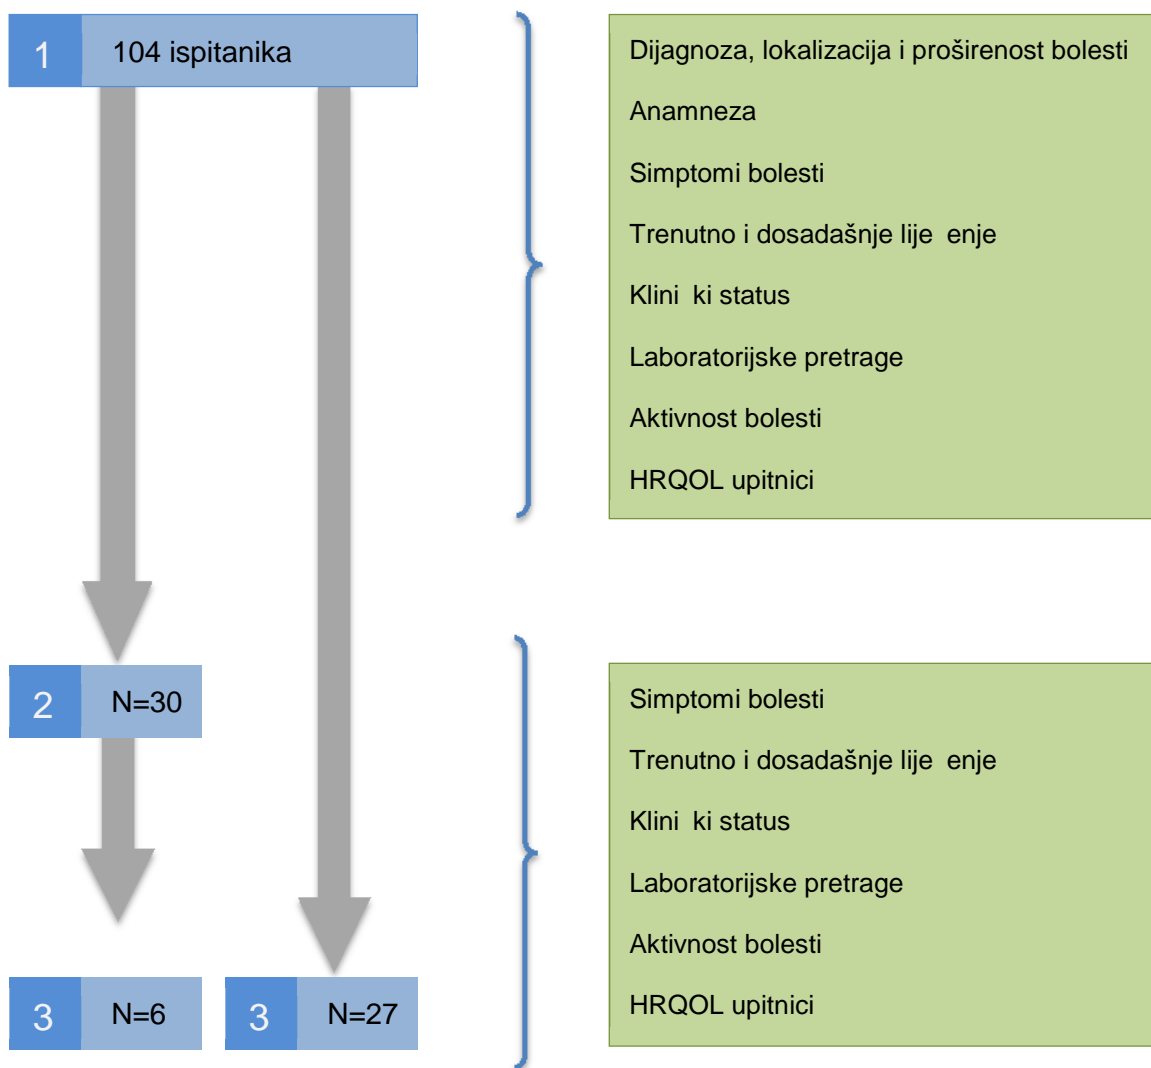 1 104 ispitanika
Dijagnoza, lokalizacija i proširenost bolesti
Anamneza
Simptomi bolesti
Trenutno i dosadašnje lije enje
Klini ki status
Laboratorijske pretrage
Aktivnost bolesti
HRQOL upitnici
2 N=30
3 N=6
3 N=27
Simptomi bolesti
Trenutno i dosadašnje lije enje
Klini ki status
Laboratorijske pretrage
Aktivnost bolesti
HRQOL upitnici